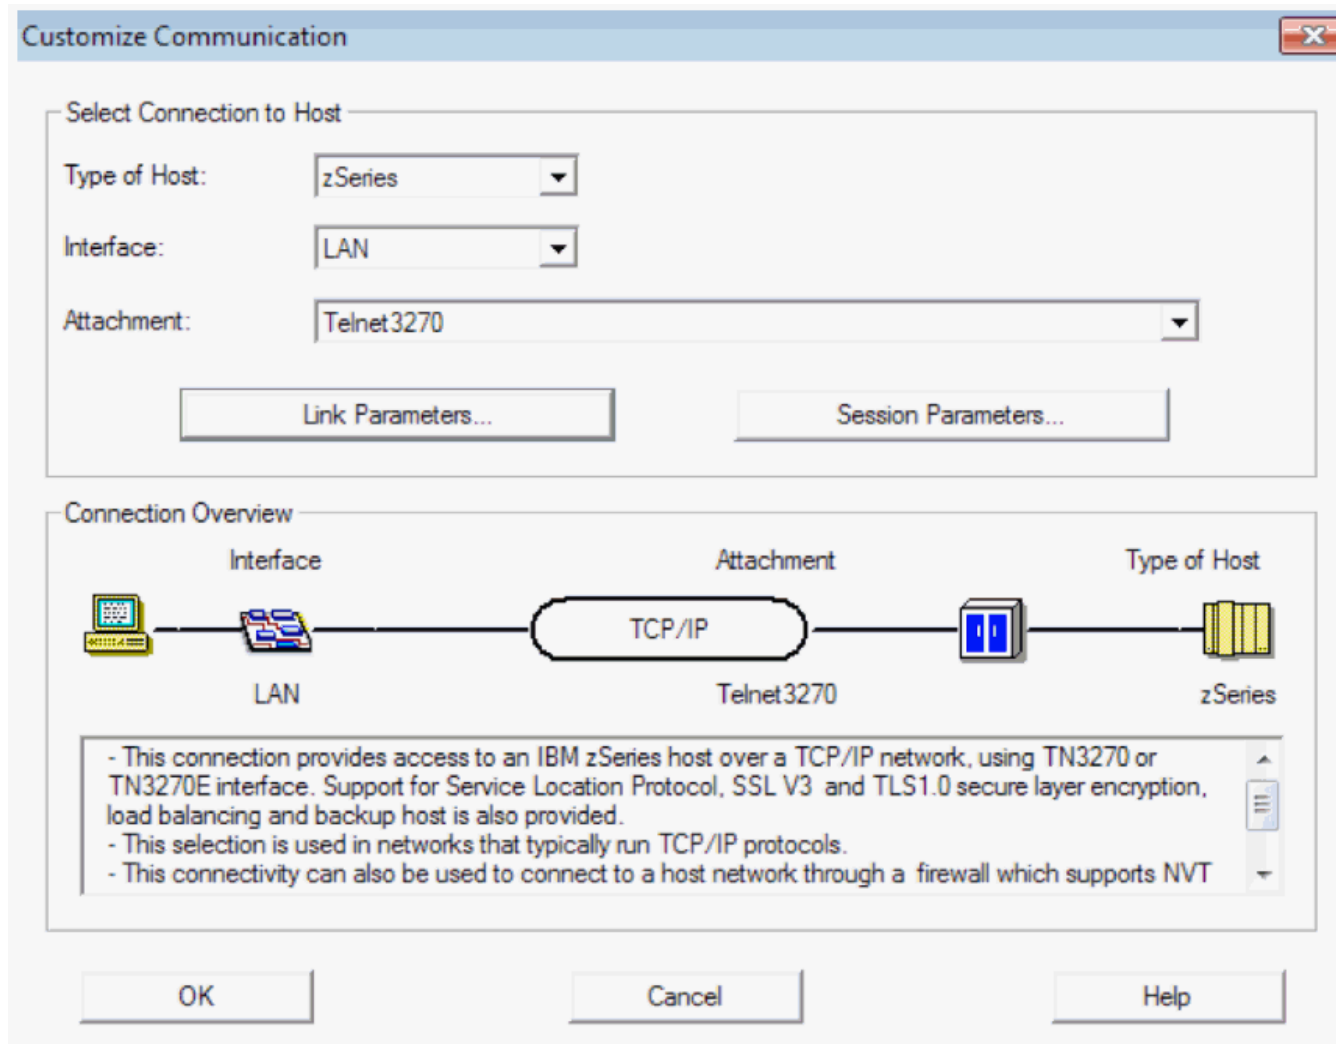 Customize Communication
Select Connection to Host
Type of Host:
zSeries
Interface:
LAN
Attachment:
Telnet3270
Link Parameters...
Session Parameters...
Connection Overview
Interface
Attachment
Type of Host
TCP/IP
LAN
Telnet3270
zSeries
- This connection provides access to an IBM zSeries host over a TCP/IP network, using TN3270 or
TN3270E interface. Support for Service Location Protocol, SSL V3 and TLS1.0 secure layer encryption,
load balancing and backup host is also provided.
- This selection is used in networks that typically run TCP/IP protocols.
- This connectivity can also be used to connect to a host network through a firewall which supports NVT
OK
Cancel
Help